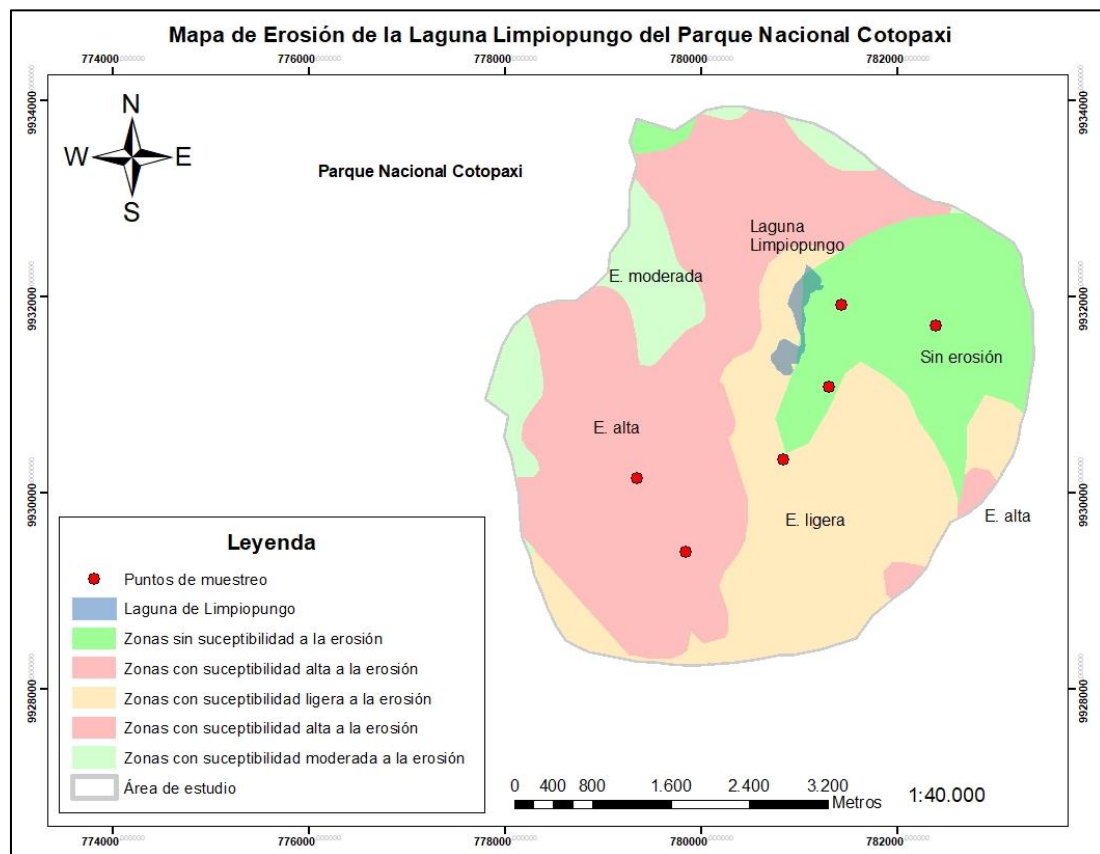 Mapa de Erosión de la Laguna Limpiopungo del Parque Nacional Cotopaxi
774000 776000 778000 780000 782000
9934000
9932000
9930000
9928000
N
W E
S
Parque Nacional Cotopaxi
Laguna
Limpiopungo
E. moderada
Sin erosión
E. alta
E. ligera
E. alta
Leyenda
Puntos de muestreo
Laguna de Limpiopungo
Zonas sin suceptibilidad a la erosión
Zonas con suceptibilidad alta a la erosión
Zonas con suceptibilidad ligera a la erosión
Zonas con suceptibilidad alta a la erosión
Zonas con suceptibilidad moderada a la erosión
Área de estudio
0 400 800 1.600 2.400 3.200
Metros
1:40.000
9934000
9932000
9930000
9928000
774000 776000 778000 780000 782000